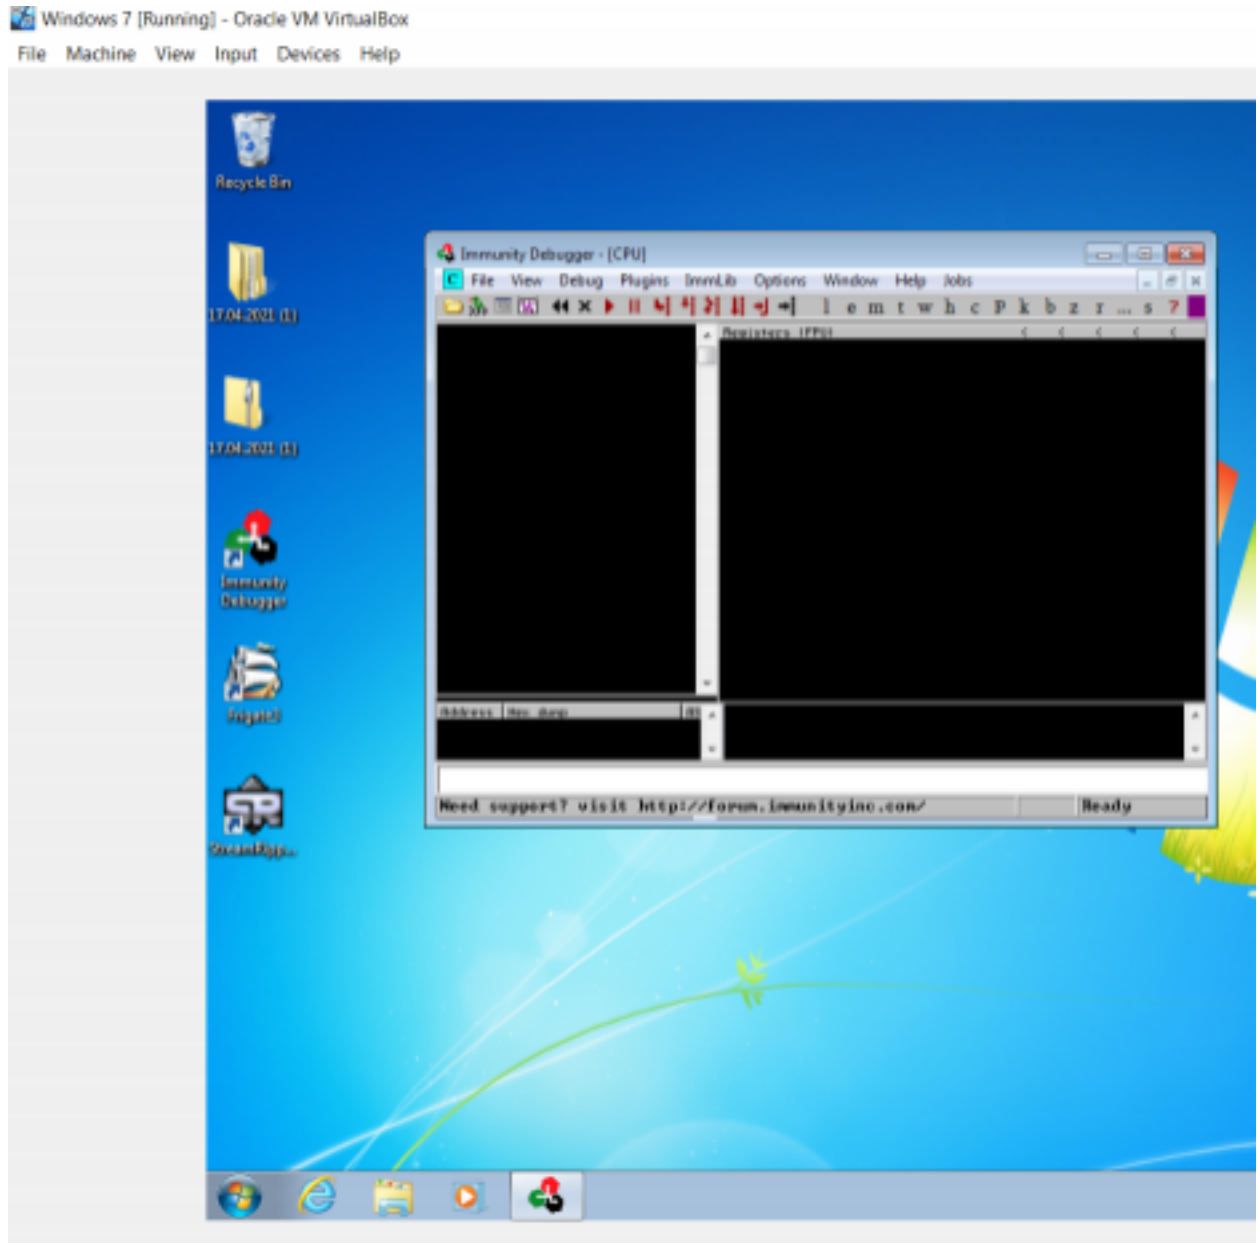 Windows 7 [Running] - Oracle VM VirtualBox
File Machine View Input Devices Help
Recycle Bin
17.04.2021 (1)
17.04.2021 (1)
Immunity
Debugger
Frigate3
StreamRipp...
Immunity Debugger - [CPU]
C File View Debug Plugins ImmLib Options Window Help Jobs
l e m t w h c P k b z r ... s ?
Registers (FPU) < < < < <
Address Hex dump
Need support? visit http://forum.immunityinc.com/ Ready